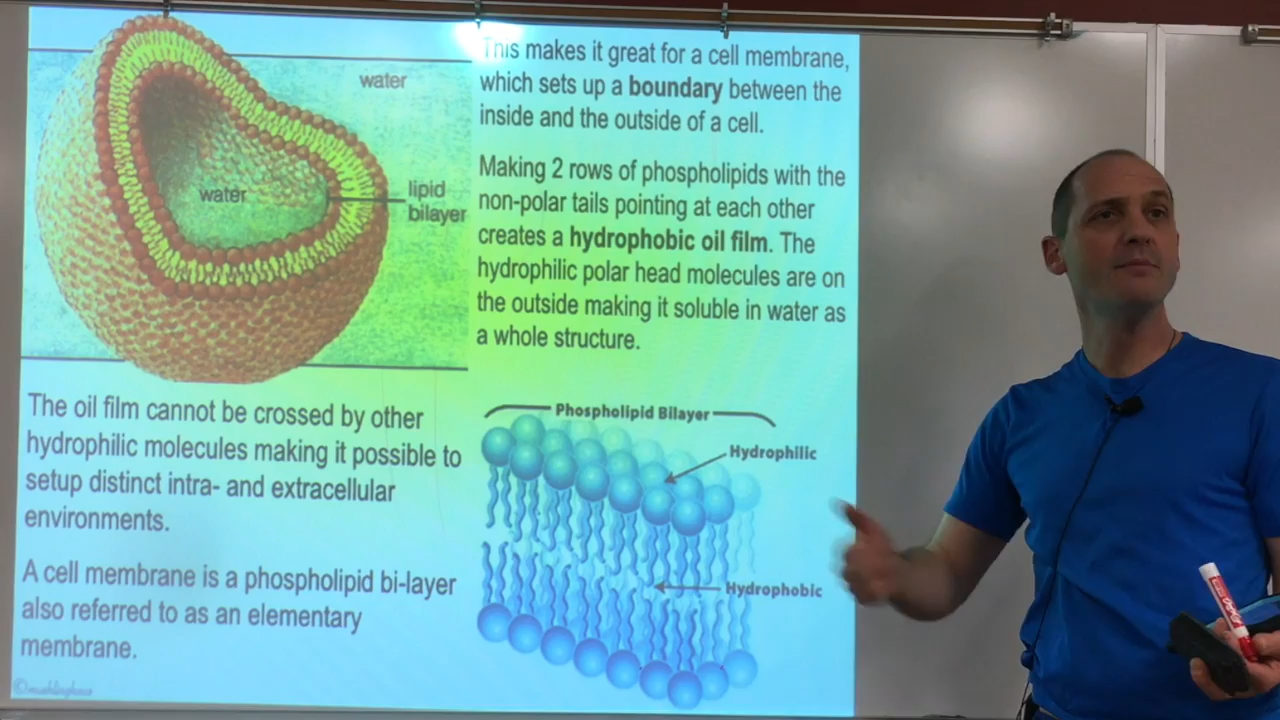 water
water
lipid
bilayer
This makes it great for a cell membrane,
which sets up a boundary between the
inside and the outside of a cell.
Making 2 rows of phospholipids with the
non-polar tails pointing at each other
creates a hydrophobic oil film. The
hydrophilic polar head molecules are on
the outside making it soluble in water as
a whole structure.
The oil film cannot be crossed by other
hydrophilic molecules making it possible to
setup distinct intra- and extracellular
environments.
A cell membrane is a phospholipid bi-layer
also referred to as an elementary
membrane.
Phospholipid Bilayer
Hydrophilic
Hydrophobic